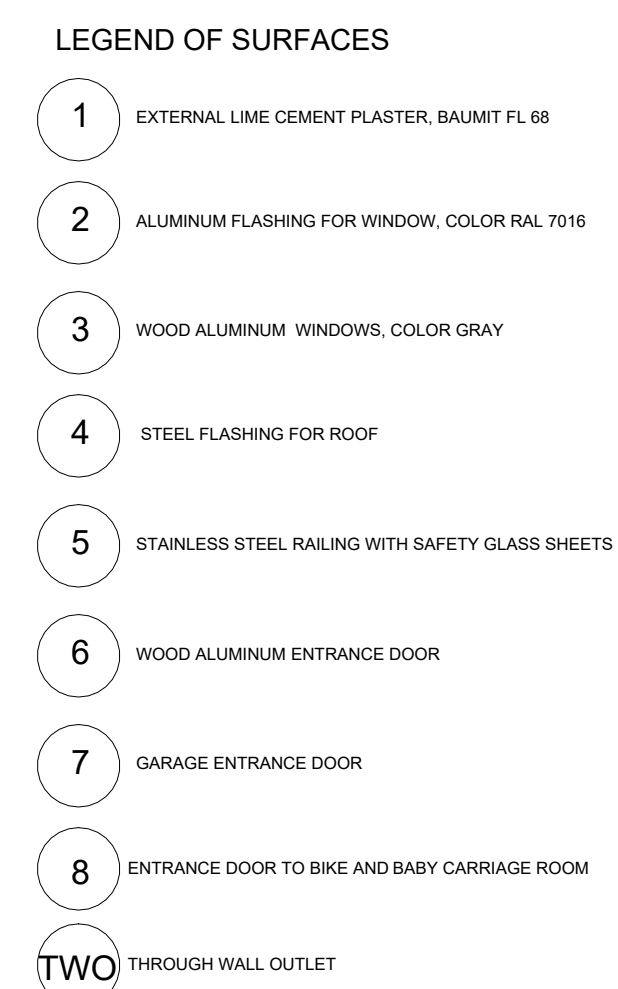 LEGEND OF SURFACES
1 EXTERNAL LIME CEMENT PLASTER, BAUMIT FL 68
2 ALUMINUM FLASHING FOR WINDOW, COLOR RAL 7016
3 WOOD ALUMINUM WINDOWS, COLOR GRAY
4 STEEL FLASHING FOR ROOF
5 STAINLESS STEEL RAILING WITH SAFETY GLASS SHEETS
6 WOOD ALUMINUM ENTRANCE DOOR
7 GARAGE ENTRANCE DOOR
8 ENTRANCE DOOR TO BIKE AND BABY CARRIAGE ROOM
TWO THROUGH WALL OUTLET